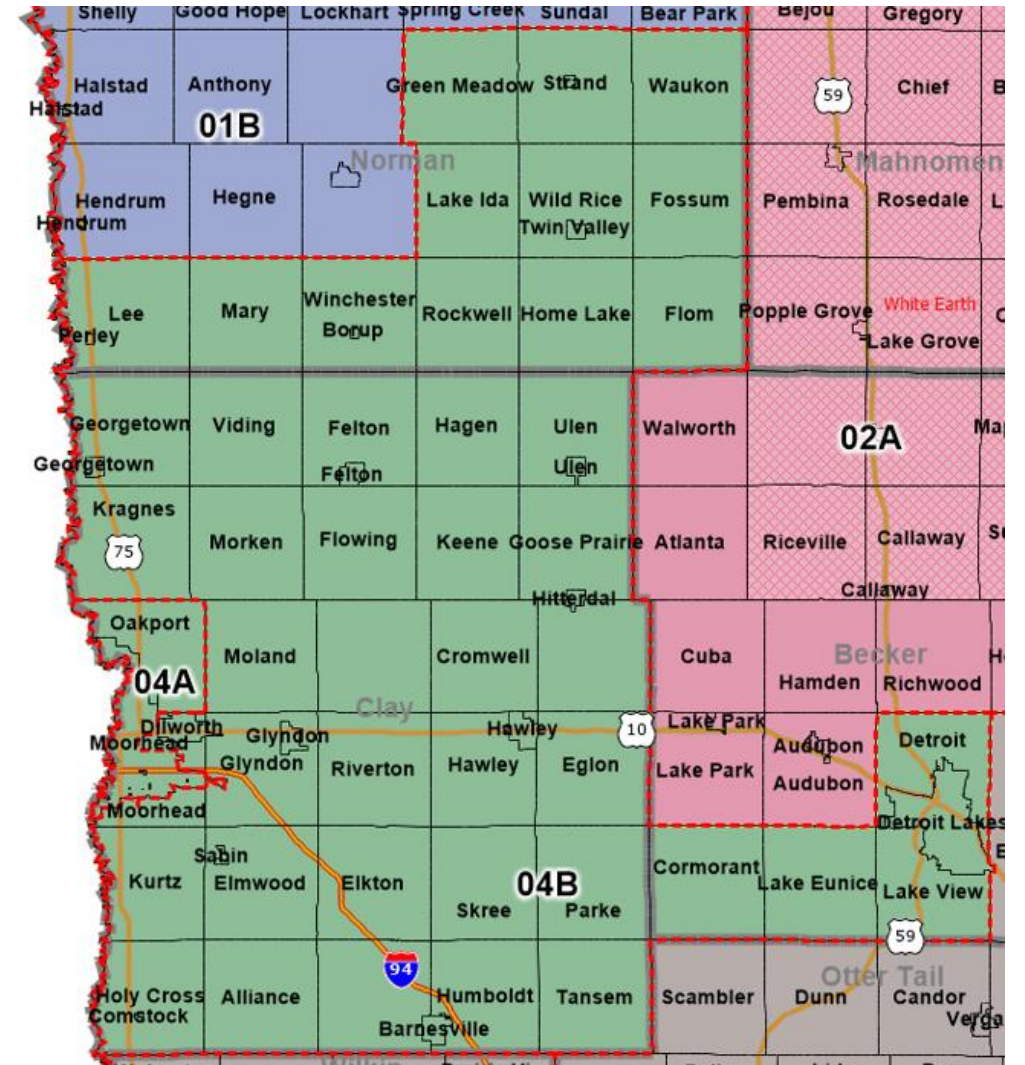 Shelly
Good Hope
Lockhart
Spring Creek
Sundal
Bear Park
Bejou
Gregory
Halstad
Anthony
Green Meadow
Strand
Waukon
59
Chief
Halstad
01B
Norman
Mahnomen
Hendrum
Hegne
Lake Ida
Wild Rice
Fossum
Pembina
Rosedale
Hendrum
Twin Valley
Lee
Mary
Winchester
Rockwell
Home Lake
Flom
Popple Grove
White Earth
Perley
Borup
Lake Grove
Georgetown
Viding
Felton
Hagen
Ulen
Walworth
02A
Georgetown
Felton
Ulen
Kragnes
75
Morken
Flowing
Keene
Goose Prairie
Atlanta
Riceville
Callaway
Hitterdal
Callaway
Oakport
Moland
Cromwell
Cuba
Becker
04A
Hamden
Richwood
Clay
Dilworth
Moorhead
Glyndon
Hawley
10
Lake Park
Audubon
Detroit
Glyndon
Riverton
Hawley
Eglon
Lake Park
Audubon
Moorhead
Detroit Lakes
Sabin
Kurtz
Elmwood
Elkton
04B
Cormorant
Lake Eunice
Lake View
Skree
Parke
59
94
Otter Tail
Holy Cross
Alliance
Humboldt
Tansem
Scambler
Dunn
Candor
Comstock
Barnesville